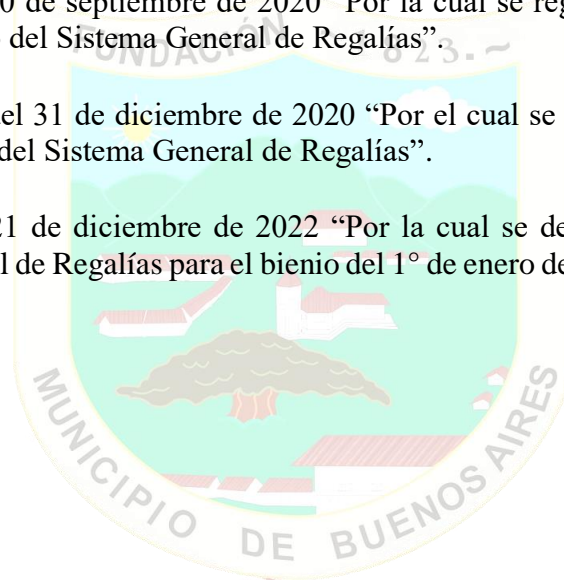 0 de septiembre de 2020 "Por la cual se reg
del Sistema General de Regalías”.
FUNDACIÓN 823.~
el 31 de diciembre de 2020 “Por el cual se
del Sistema General de Regalías”.
21 de diciembre de 2022 “Por la cual se de
l de Regalías para el bienio del 1° de enero de
MUNICIPIO DE BUENOS AIRES